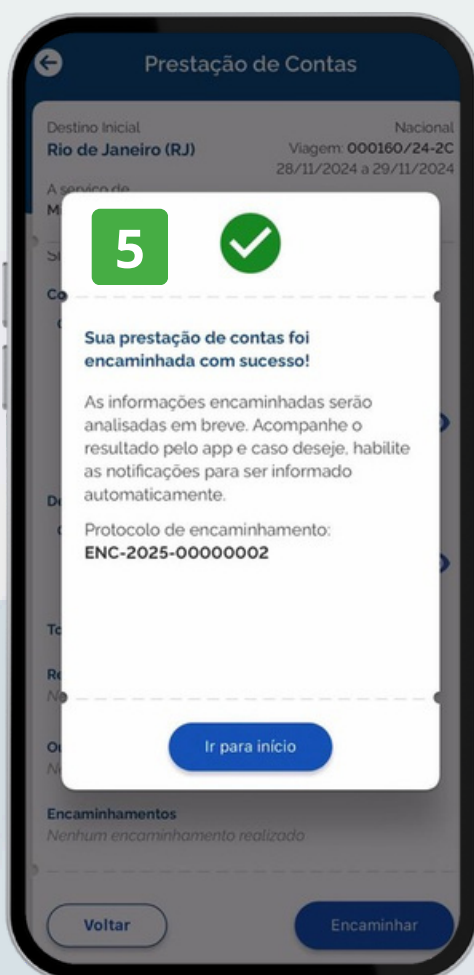 Prestação de Contas
Destino Inicial
Nacional
Rio de Janeiro (RJ)
Viagem: 000160/24-2C
28/11/2024 a 29/11/2024
A serviço de
5
Sua prestação de contas foi
encaminhada com sucesso!
As informações encaminhadas serão
analisadas em breve. Acompanhe o
resultado pelo app e caso deseje, habilite
as notificações para ser informado
automaticamente.
Protocolo de encaminhamento:
ENC-2025-00000002
Ir para início
Encaminhamentos
Nenhum encaminhamento realizado
Voltar
Encaminhar